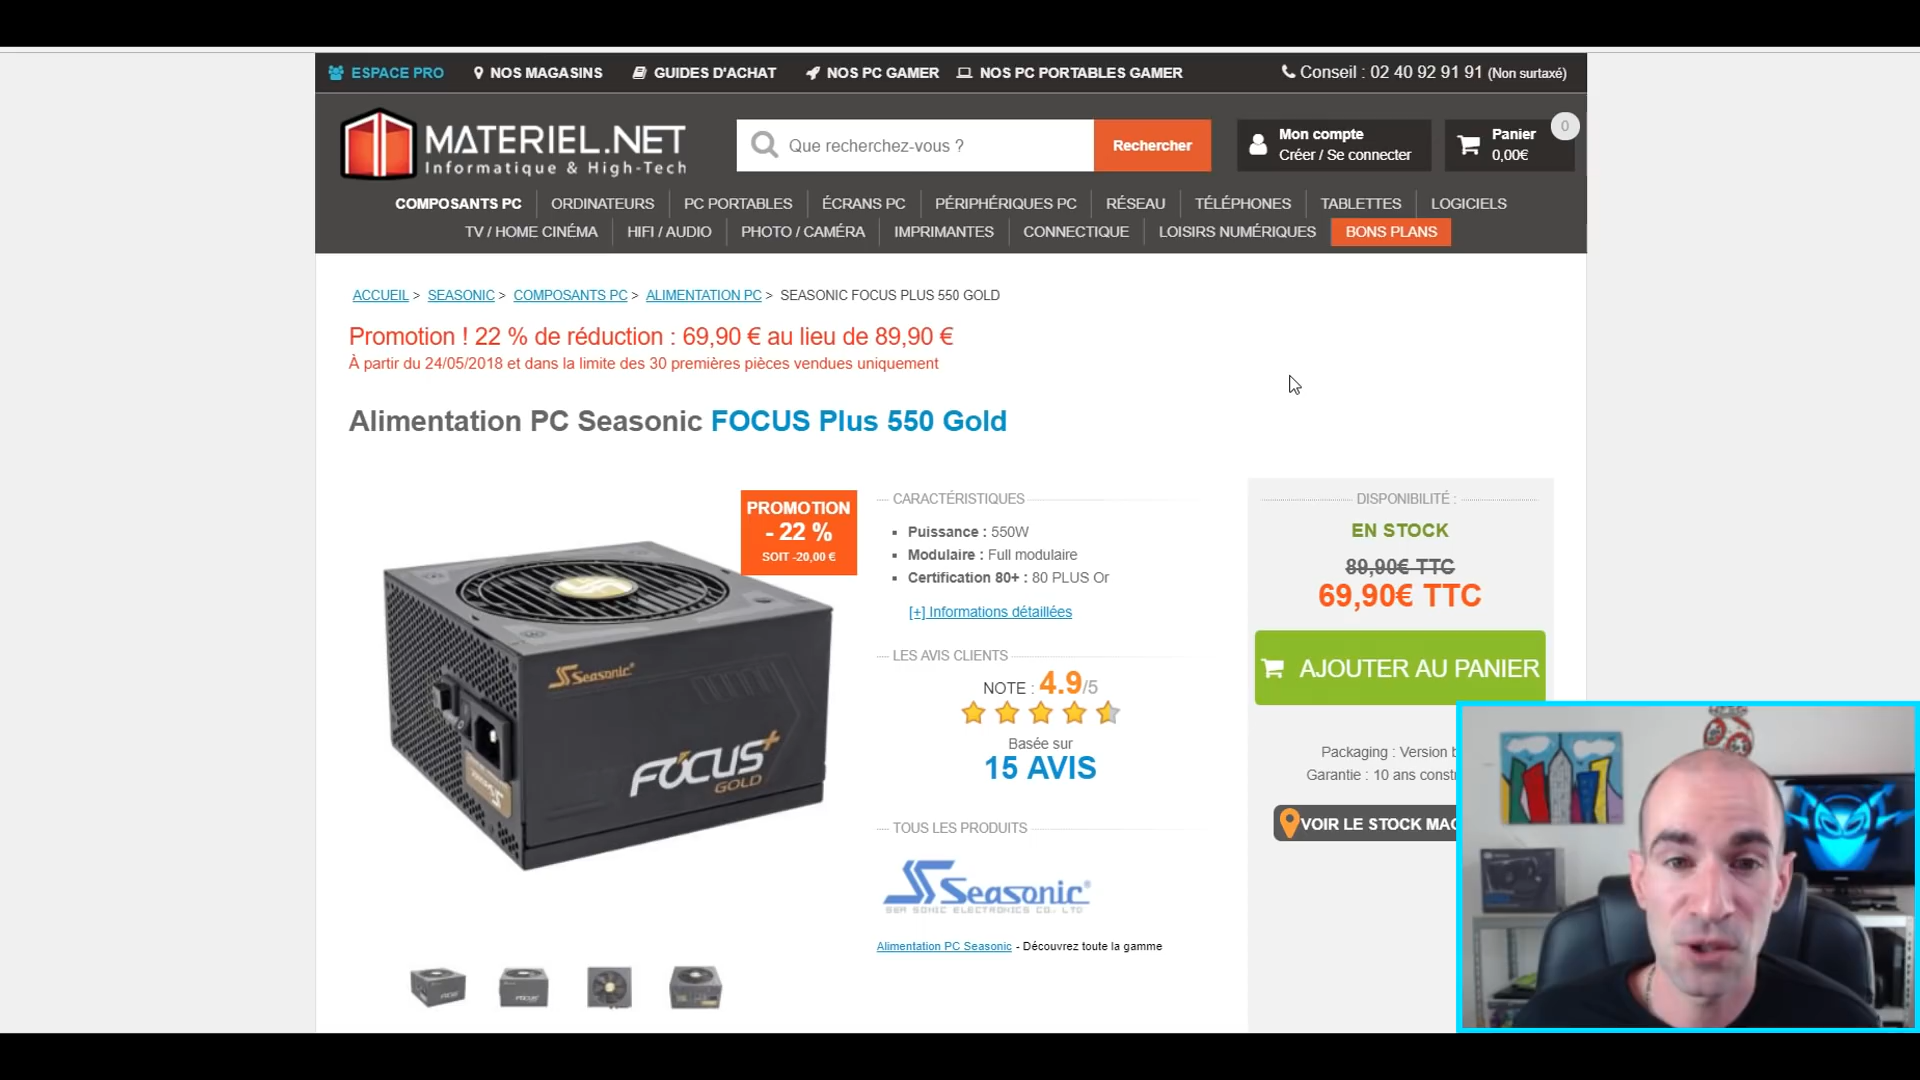 ESPACE PRO NOS MAGASINS GUIDES D'ACHAT NOS PC GAMER NOS PC PORTABLES GAMER Conseil : 02 40 92 91 91 (Non surtaxé)
MATERIEL.NET
Informatique & High-Tech
Que recherchez-vous ?
Rechercher
Mon compte
Créer / Se connecter
Panier
0,00€
0
COMPOSANTS PC ORDINATEURS PC PORTABLES ÉCRANS PC PÉRIPHÉRIQUES PC RÉSEAU TÉLÉPHONES TABLETTES LOGICIELS
TV / HOME CINÉMA HIFI / AUDIO PHOTO / CAMÉRA IMPRIMANTES CONNECTIQUE LOISIRS NUMÉRIQUES BONS PLANS
ACCUEIL > SEASONIC > COMPOSANTS PC > ALIMENTATION PC > SEASONIC FOCUS PLUS 550 GOLD
Promotion ! 22 % de réduction : 69,90 € au lieu de 89,90 €
À partir du 24/05/2018 et dans la limite des 30 premières pièces vendues uniquement
Alimentation PC Seasonic FOCUS Plus 550 Gold
PROMOTION
- 22 %
SOIT -20,00 €
Seasonic
FOCUS+
GOLD
CARACTÉRISTIQUES
Puissance : 550W
Modulaire : Full modulaire
Certification 80+ : 80 PLUS Or
[+] Informations détaillées
LES AVIS CLIENTS
NOTE : 4.9/5
Basée sur
15 AVIS
TOUS LES PRODUITS
Seasonic
SEA SONIC ELECTRONICS CO., LTD
Alimentation PC Seasonic - Découvrez toute la gamme
DISPONIBILITÉ :
EN STOCK
89,90€ TTC
69,90€ TTC
AJOUTER AU PANIER
Packaging : Version b
Garantie : 10 ans const
VOIR LE STOCK MAG